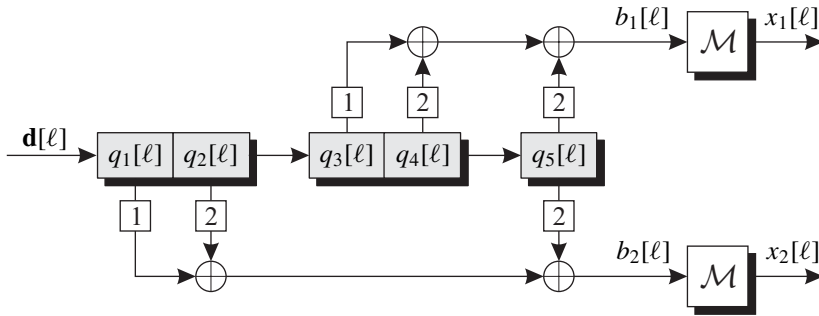 b₁[ℓ] x₁[ℓ]
ℳ
1 2 2
d[ℓ]
q₁[ℓ] q₂[ℓ] q₃[ℓ] q₄[ℓ] q₅[ℓ]
1 2 2
b₂[ℓ] x₂[ℓ]
ℳ